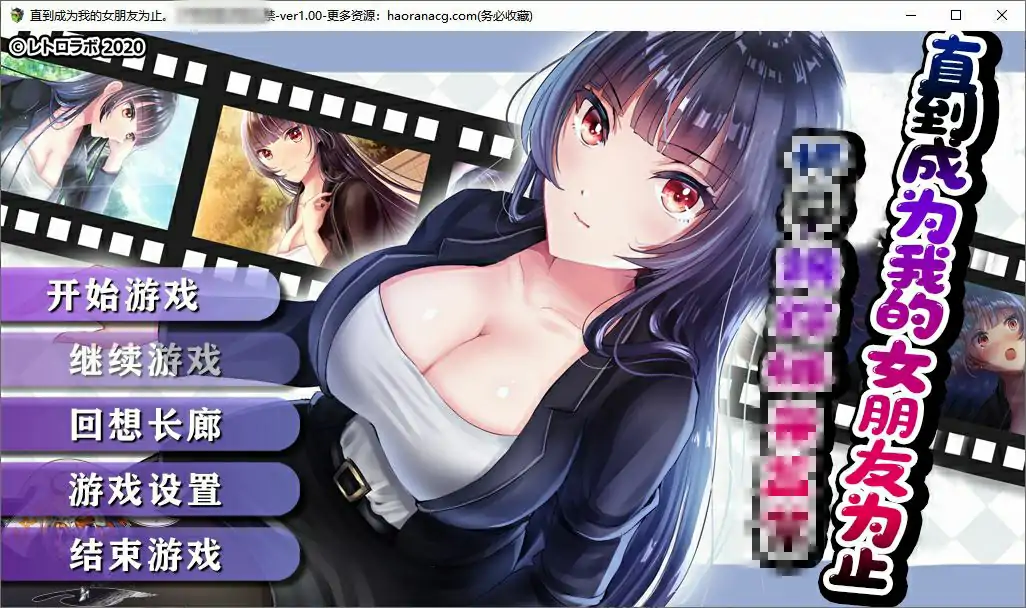 直到成为我的女朋友为止。
禁-ver1.00-更多资源：haoranacg.com(务必收藏)
©レトロラボ 2020
直到成为我的女朋友为止
开始游戏
继续游戏
回想长廊
游戏设置
结束游戏